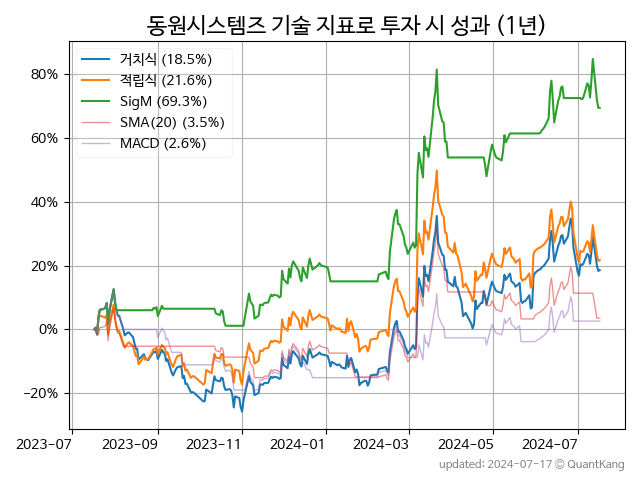 동원시스템즈 기술 지표로 투자 시 성과 (1년)
거치식 (18.5%)
적립식 (21.6%)
SigM (69.3%)
SMA(20) (3.5%)
MACD (2.6%)
80%
60%
40%
20%
0%
−20%
2023-07 2023-09 2023-11 2024-01 2024-03 2024-05 2024-07
updated: 2024-07-17 © QuantKang